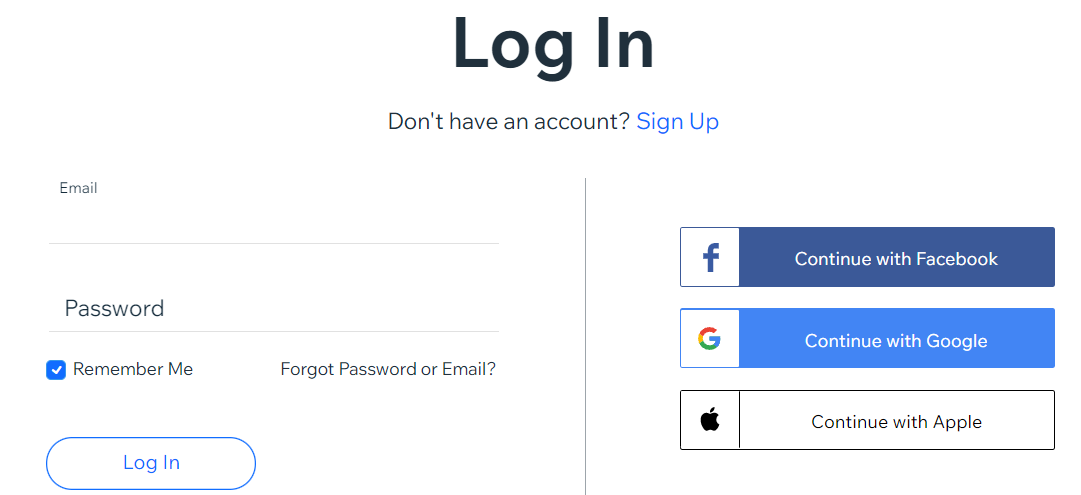 Log In
Don't have an account? Sign Up
Email
Password
Remember Me
Forgot Password or Email?
Log In
Continue with Facebook
Continue with Google
Continue with Apple